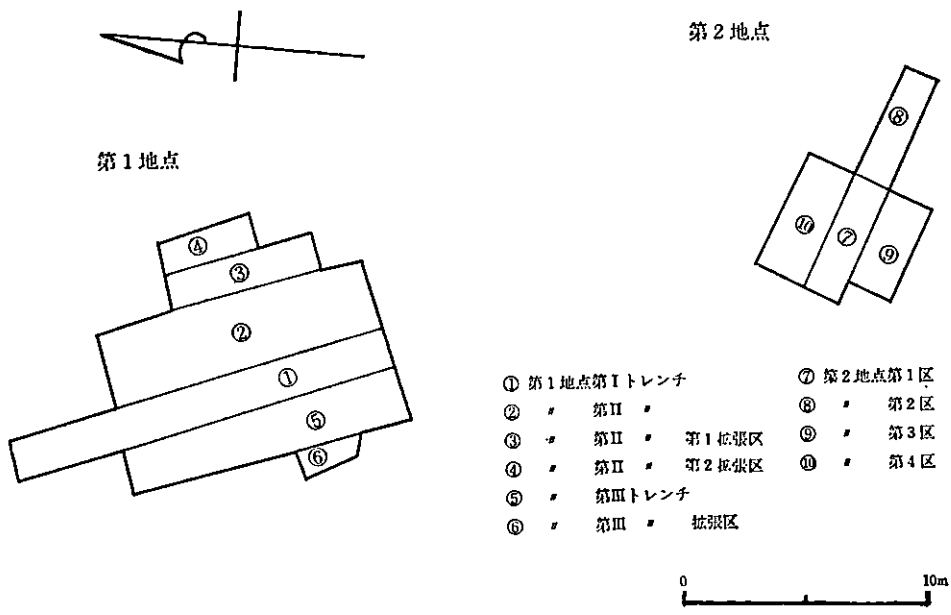 第2地点
⑧
第1地点
④
③
⑩
⑦
⑨
②
①
⑤
⑥
① 第1地点第Iトレンチ
② 〃 第II 〃
③ 〃 第II 〃 第1拡張区
④ 〃 第II 〃 第2拡張区
⑤ 〃 第IIIトレンチ
⑥ 〃 第III 〃 拡張区
⑦ 第2地点第1区
⑧ 〃 第2区
⑨ 〃 第3区
⑩ 〃 第4区
0 10m